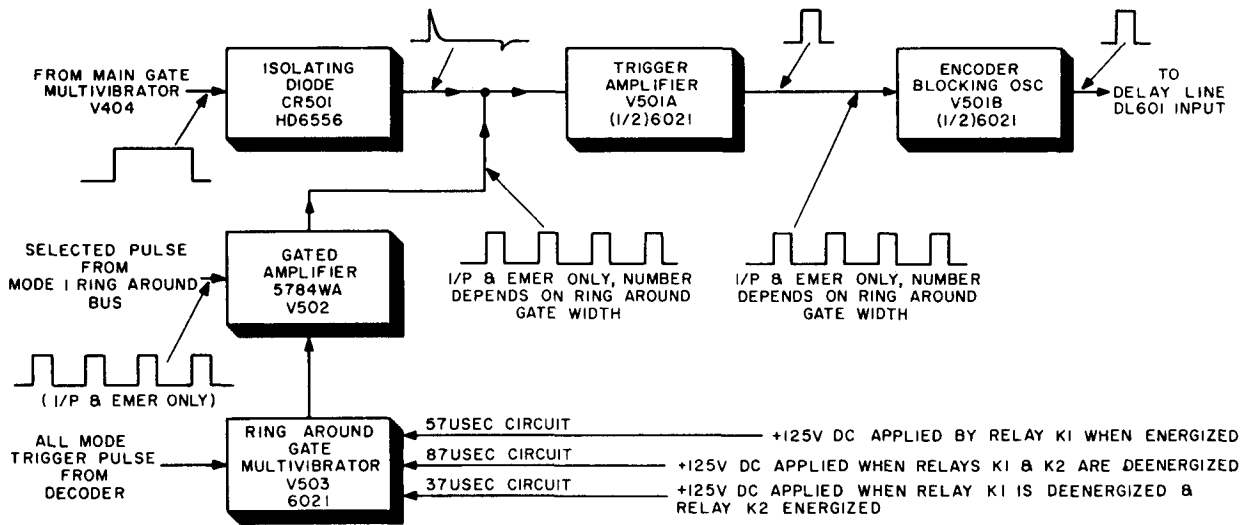 FROM MAIN GATE
MULTIVIBRATOR
V404
ISOLATING
DIODE
CR501
HD6556
TRIGGER
AMPLIFIER
V501A
(1/2)6021
ENCODER
BLOCKING OSC
V501B
(1/2)6021
TO
DELAY LINE
DL601 INPUT
SELECTED PULSE
FROM
MODE 1 RING AROUND
BUS
GATED
AMPLIFIER
5784WA
V502
I/P & EMER ONLY, NUMBER
DEPENDS ON RING AROUND
GATE WIDTH
I/P & EMER ONLY, NUMBER
DEPENDS ON RING AROUND
GATE WIDTH
(I/P & EMER ONLY)
ALL MODE
TRIGGER PULSE
FROM
DECODER
RING AROUND
GATE
MULTIVIBRATOR
V503
6021
57USEC CIRCUIT
+125V DC APPLIED BY RELAY K1 WHEN ENERGIZED
87USEC CIRCUIT
+125V DC APPLIED WHEN RELAYS K1 & K2 ARE DEENERGIZED
37USEC CIRCUIT
+125V DC APPLIED WHEN RELAY K1 IS DEENERGIZED &
RELAY K2 ENERGIZED